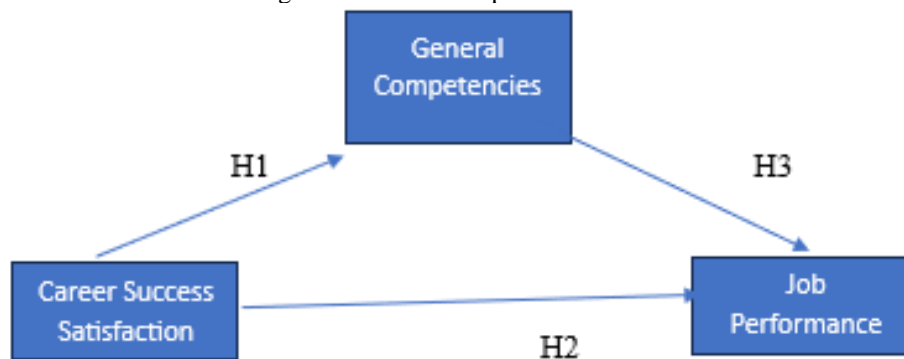 General
Competencies
H1
H3
Career Success
Satisfaction
Job
Performance
H2